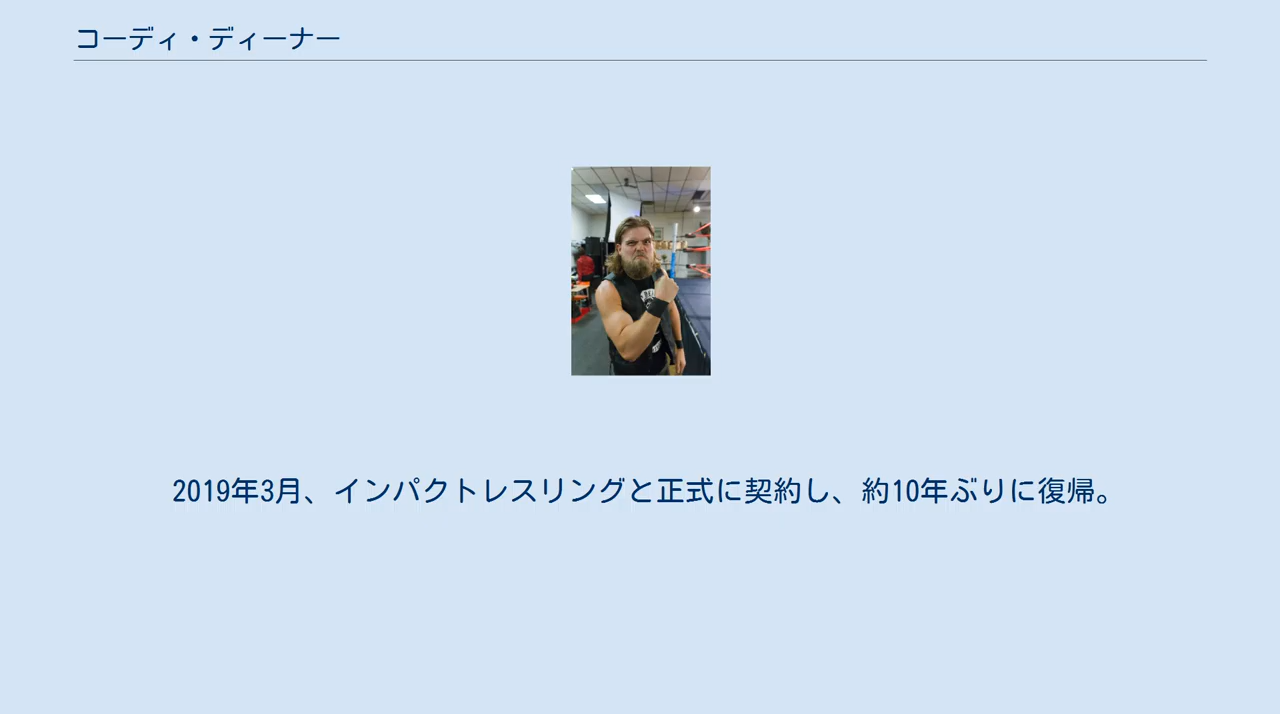 コーディ・ディーナー
2019年3月、インパクトレスリングと正式に契約し、約10年ぶりに復帰。